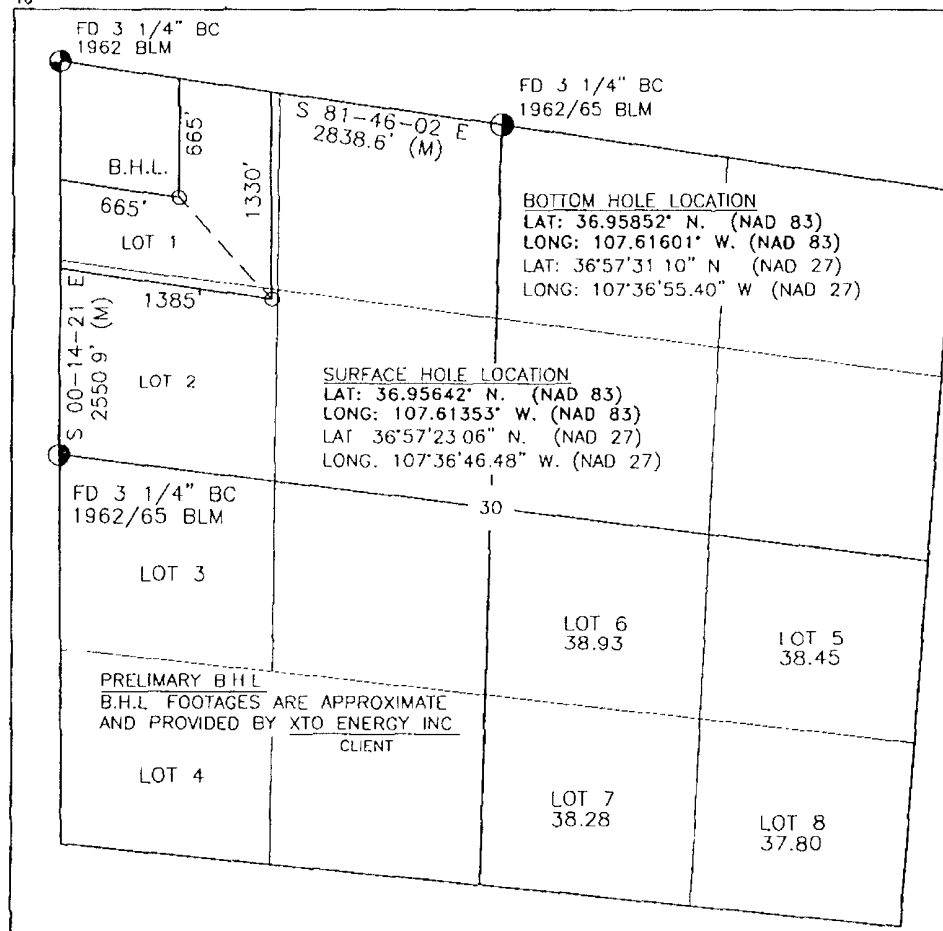 FD 3 1/4" BC
1962 BLM
FD 3 1/4" BC
1962/65 BLM
S 81-46-02 E
2838.6' (M)
665'
1330'
B.H.L.
665'
LOT 1
BOTTOM HOLE LOCATION
LAT: 36.95852° N. (NAD 83)
LONG: 107.61601° W. (NAD 83)
LAT: 36°57'31 10" N (NAD 27)
LONG: 107°36'55.40" W (NAD 27)
1385'
S 00-14-21 E
2550 9' (M)
LOT 2
SURFACE HOLE LOCATION
LAT: 36.95642° N. (NAD 83)
LONG: 107.61353° W. (NAD 83)
LAT 36°57'23 06" N. (NAD 27)
LONG. 107°36'46.48" W. (NAD 27)
FD 3 1/4" BC
1962/65 BLM
30
LOT 3
LOT 6
38.93
LOT 5
38.45
PRELIMARY B H L
B.H.L FOOTAGES ARE APPROXIMATE
AND PROVIDED BY XTO ENERGY INC
CLIENT
LOT 4
LOT 7
38.28
LOT 8
37.80